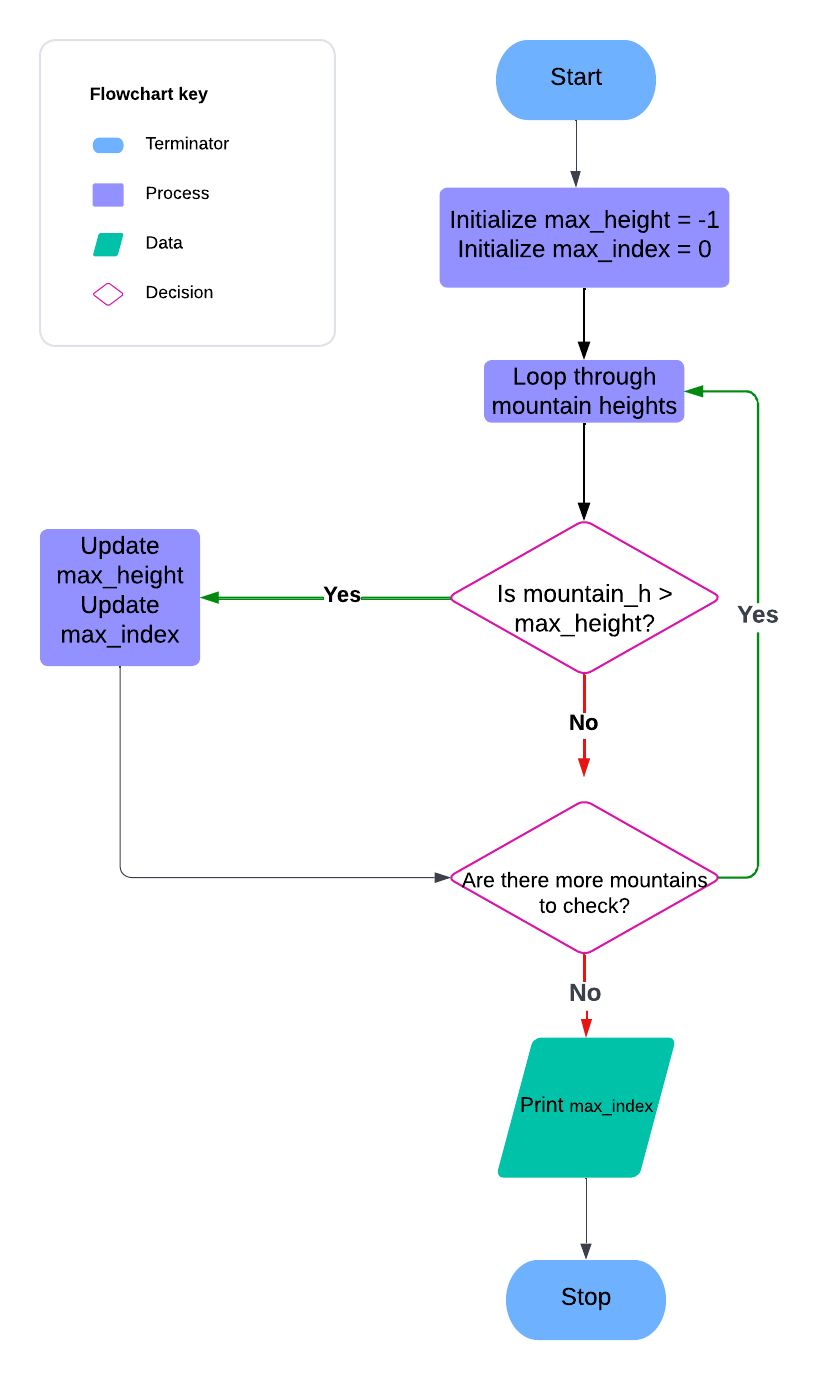 Flowchart key
Terminator
Process
Data
Decision
Start
Initialize max_height = -1
Initialize max_index = 0
Loop through
mountain heights
Is mountain_h >
max_height?
Yes
Update
max_height
Update
max_index
No
Yes
Are there more mountains
to check?
No
Print max_index
Stop